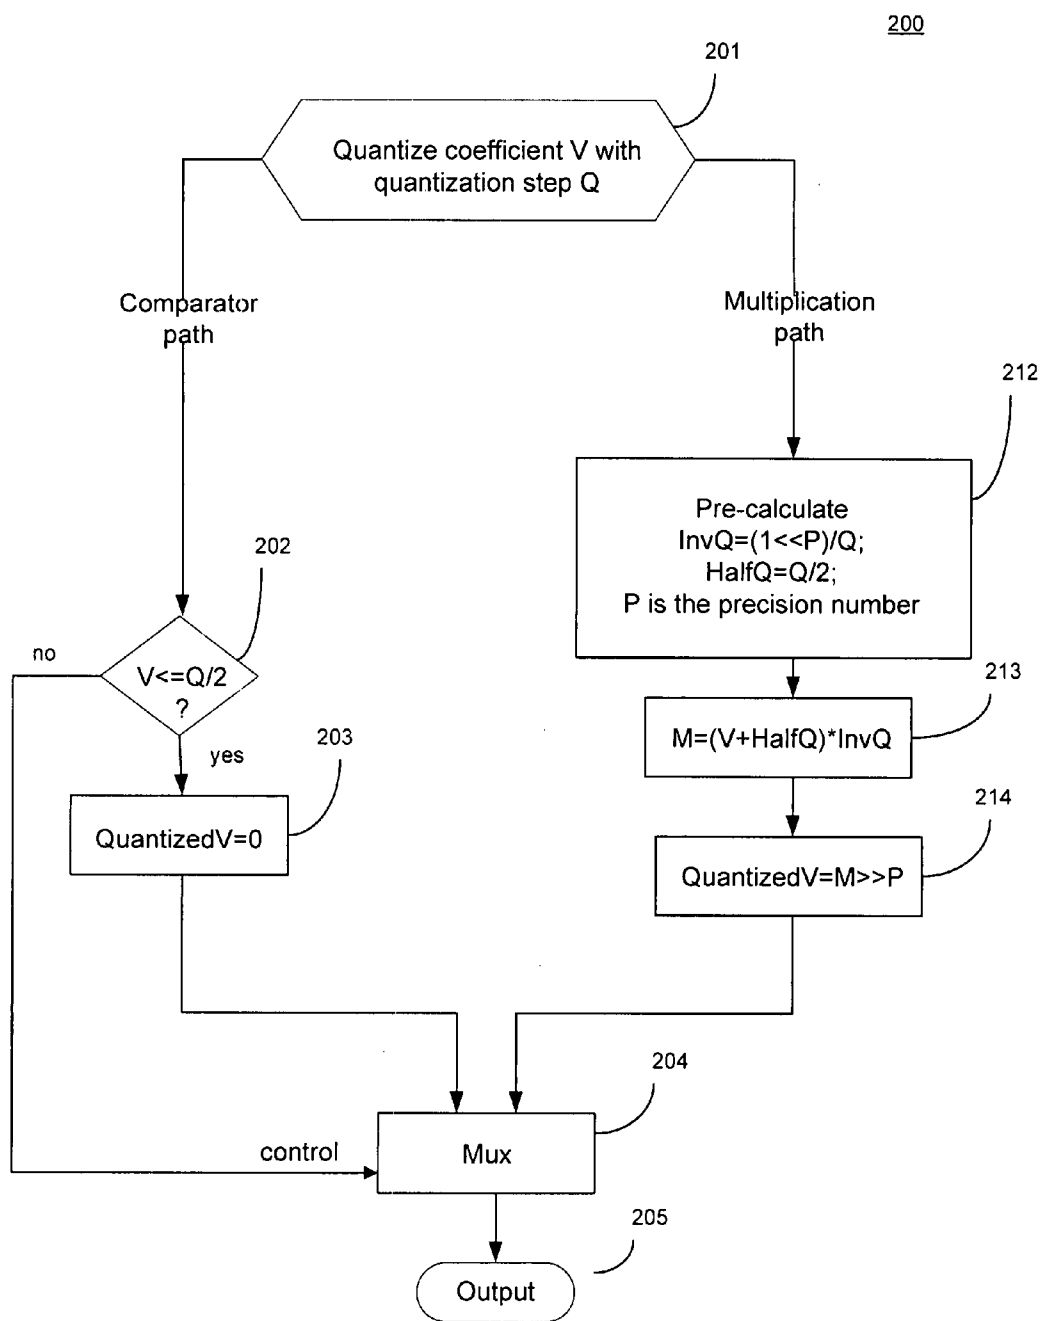 200
201
Quantize coefficient V with
quantization step Q
Comparator
path
Multiplication
path
212
Pre-calculate
InvQ=(1<<P)/Q;
HalfQ=Q/2;
P is the precision number
202
no
V<=Q/2
?
yes
213
M=(V+HalfQ)*InvQ
203
QuantizedV=0
214
QuantizedV=M>>P
204
control
Mux
205
Output